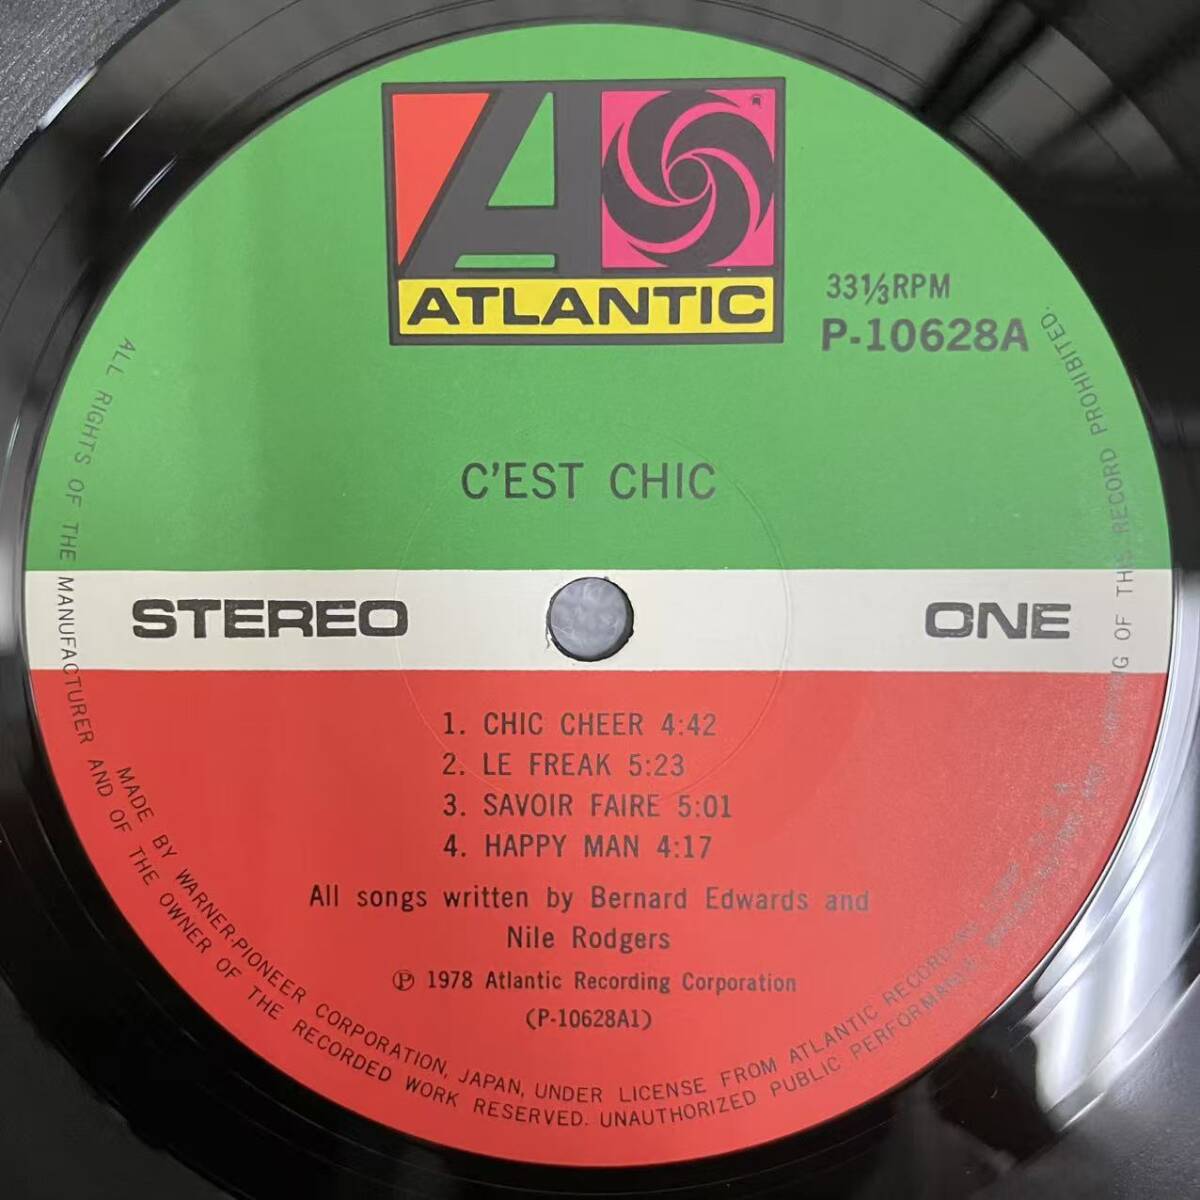 ATLANTIC
33⅓RPM
P-10628A
C'EST CHIC
STEREO
ONE
1. CHIC CHEER 4:42
2. LE FREAK 5:23
3. SAVOIR FAIRE 5:01
4. HAPPY MAN 4:17
All songs written by Bernard Edwards and
Nile Rodgers
Ⓟ 1978 Atlantic Recording Corporation
(P-10628A1)
MADE BY WARNER-PIONEER CORPORATION, JAPAN, UNDER LICENSE FROM ATLANTIC RECORDING
ALL RIGHTS OF THE MANUFACTURER AND OF THE OWNER OF THE RECORDED WORK RESERVED. UNAUTHORIZED PUBLIC PERFORMANCE, OF THIS RECORD PROHIBITED.